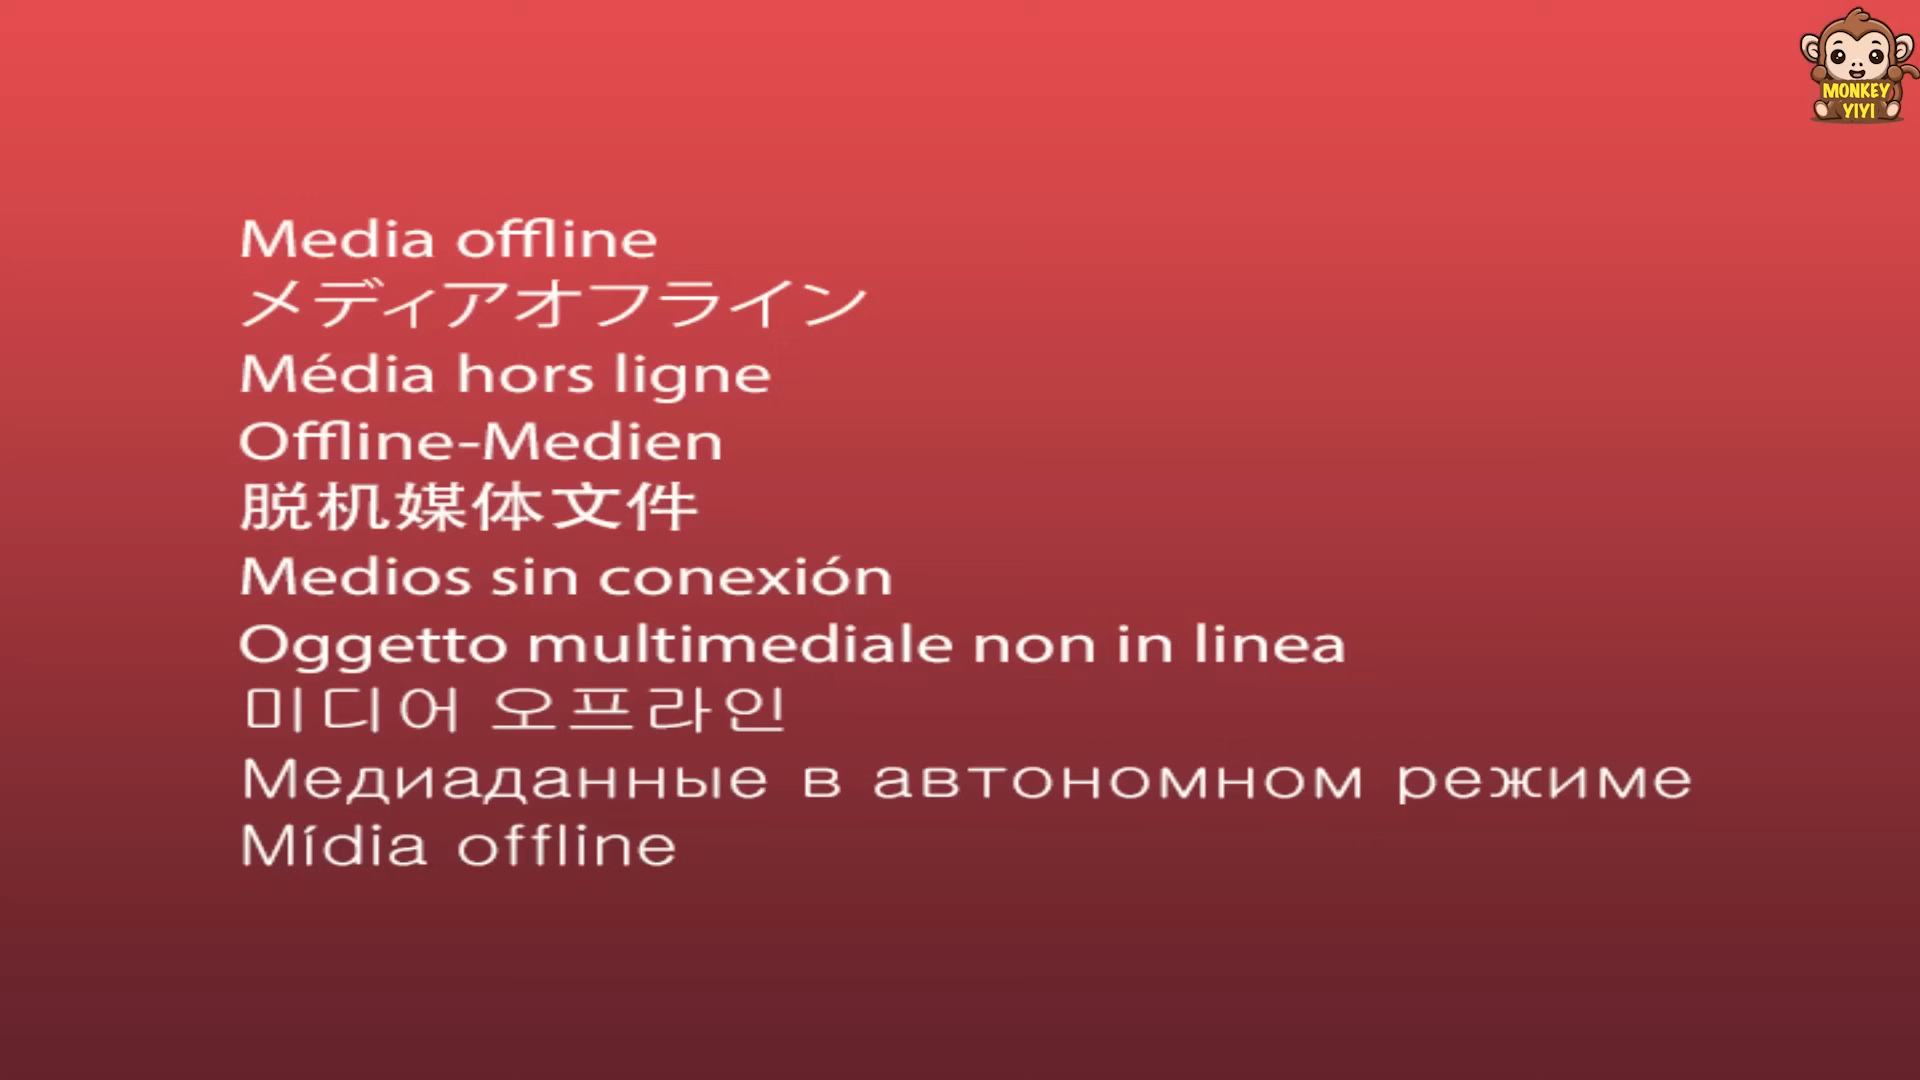 MONKEY
YIYI
Media offline
メディアオフライン
Média hors ligne
Offline-Medien
脱机媒体文件
Medios sin conexión
Oggetto multimediale non in linea
미디어 오프라인
Медиаданные в автономном режиме
Mídia offline